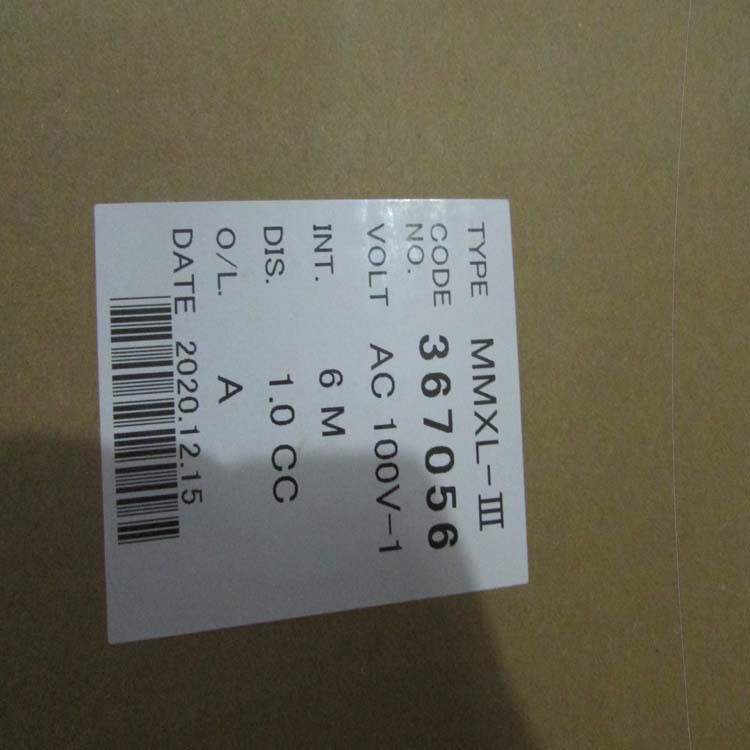 TYPE MMXL-III
CODE NO. 367056
VOLT AC 100V-1
INT. 6 M
DIS. 1.0 CC
O/L. A
DATE 2020.12.15